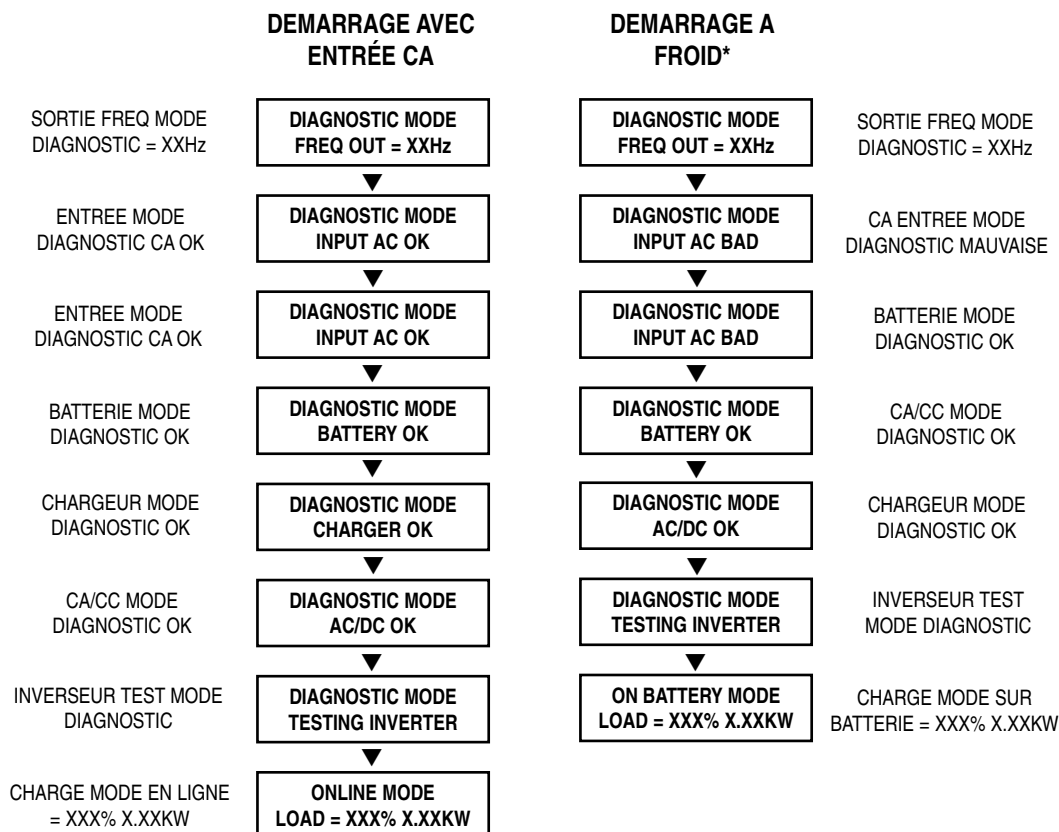 DEMARRAGE AVEC
ENTRÉE CA
SORTIE FREQ MODE
DIAGNOSTIC = XXHz
DIAGNOSTIC MODE
FREQ OUT = XXHz
ENTREE MODE
DIAGNOSTIC CA OK
DIAGNOSTIC MODE
INPUT AC OK
ENTREE MODE
DIAGNOSTIC CA OK
DIAGNOSTIC MODE
INPUT AC OK
BATTERIE MODE
DIAGNOSTIC OK
DIAGNOSTIC MODE
BATTERY OK
CHARGEUR MODE
DIAGNOSTIC OK
DIAGNOSTIC MODE
CHARGER OK
CA/CC MODE
DIAGNOSTIC OK
DIAGNOSTIC MODE
AC/DC OK
INVERSEUR TEST MODE
DIAGNOSTIC
DIAGNOSTIC MODE
TESTING INVERTER
CHARGE MODE EN LIGNE
= XXX% X.XXKW
ONLINE MODE
LOAD = XXX% X.XXKW
DEMARRAGE A
FROID*
DIAGNOSTIC MODE
FREQ OUT = XXHz
SORTIE FREQ MODE
DIAGNOSTIC = XXHz
DIAGNOSTIC MODE
INPUT AC BAD
CA ENTREE MODE
DIAGNOSTIC MAUVAISE
DIAGNOSTIC MODE
INPUT AC BAD
BATTERIE MODE
DIAGNOSTIC OK
DIAGNOSTIC MODE
BATTERY OK
CA/CC MODE
DIAGNOSTIC OK
DIAGNOSTIC MODE
AC/DC OK
CHARGEUR MODE
DIAGNOSTIC OK
DIAGNOSTIC MODE
TESTING INVERTER
INVERSEUR TEST
MODE DIAGNOSTIC
ON BATTERY MODE
LOAD = XXX% X.XXKW
CHARGE MODE SUR
BATTERIE = XXX% X.XXKW